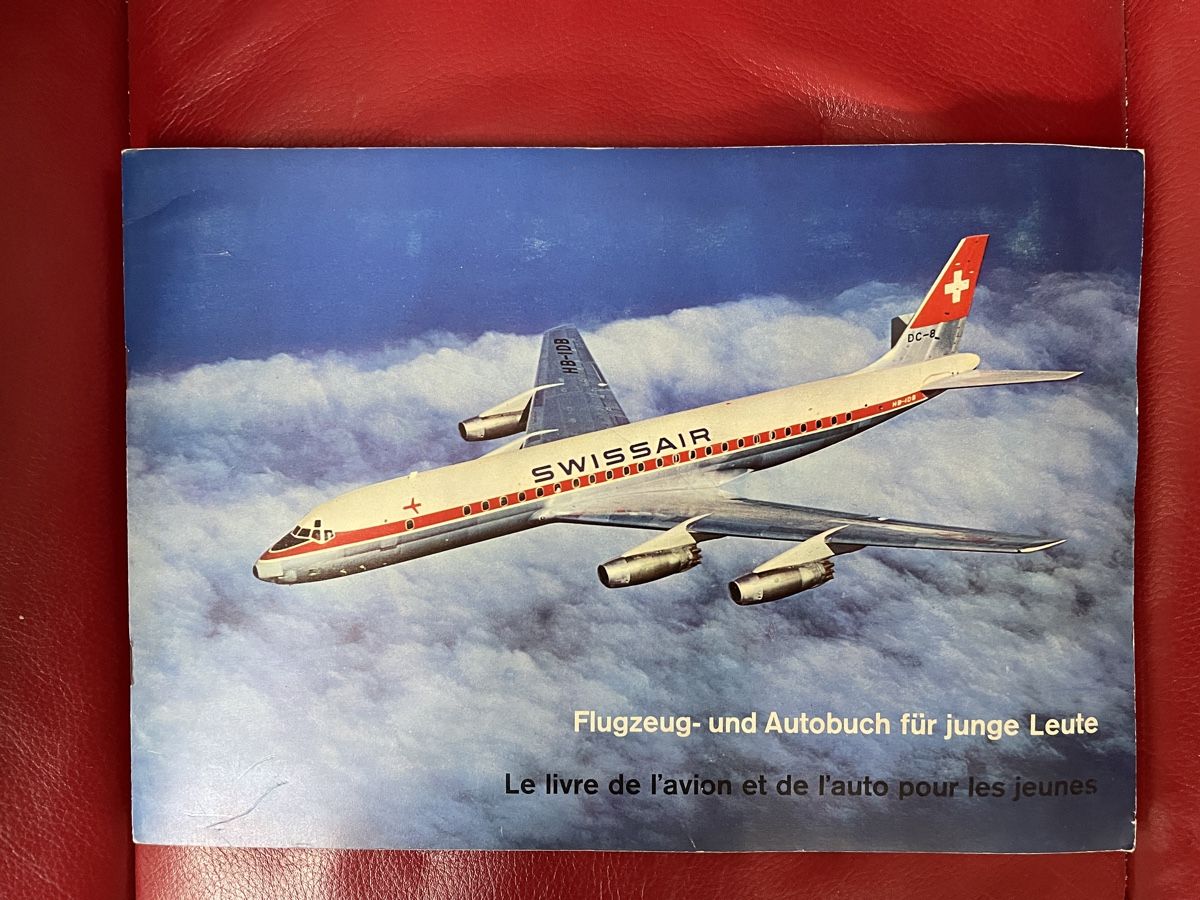 DC-8
HB-IDB
HB-IDB
SWISSAIR
Flugzeug- und Autobuch für junge Leute
Le livre de l'avion et de l'auto pour les jeunes